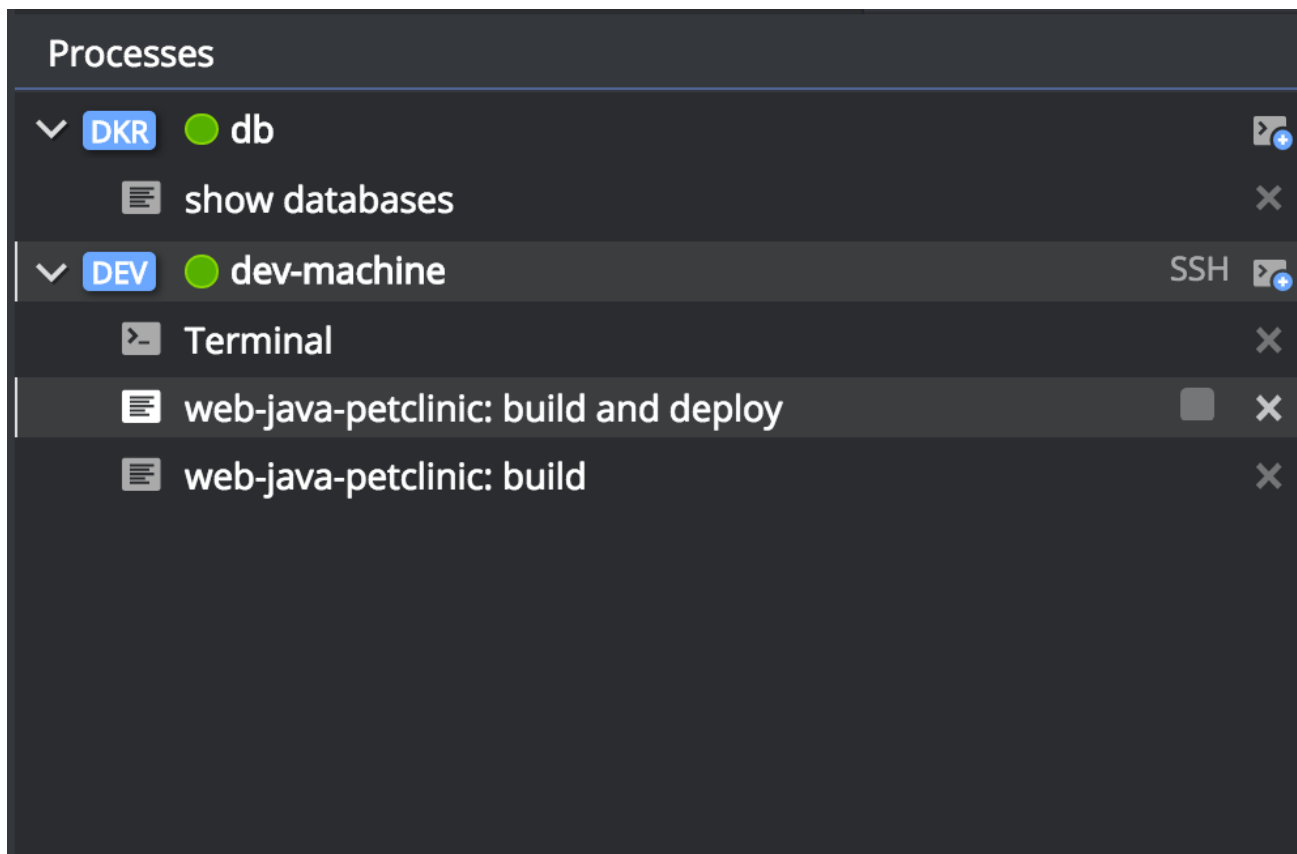 Processes
DKR db
show databases
DEV dev-machine SSH
Terminal
web-java-petclinic: build and deploy
web-java-petclinic: build